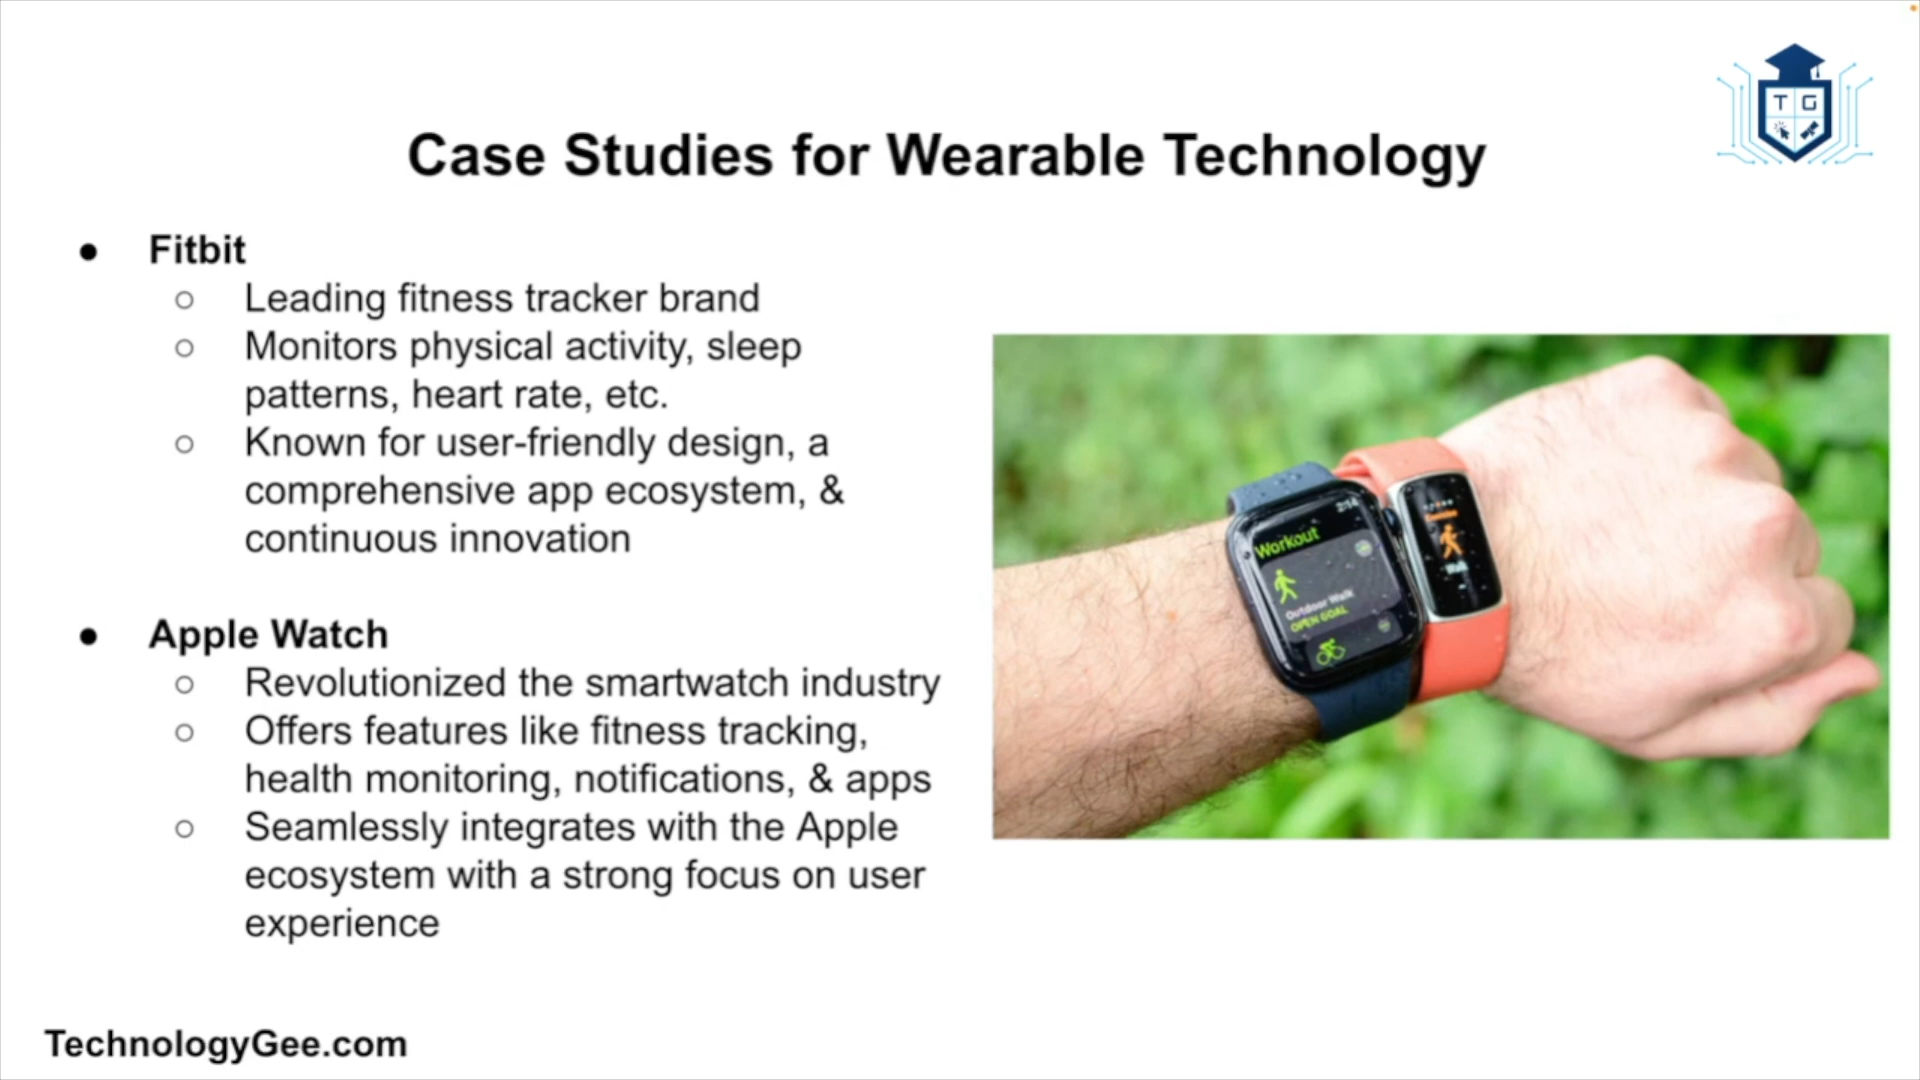 T G
Case Studies for Wearable Technology
● Fitbit
○ Leading fitness tracker brand
○ Monitors physical activity, sleep
patterns, heart rate, etc.
○ Known for user-friendly design, a
comprehensive app ecosystem, &
continuous innovation
● Apple Watch
○ Revolutionized the smartwatch industry
○ Offers features like fitness tracking,
health monitoring, notifications, & apps
○ Seamlessly integrates with the Apple
ecosystem with a strong focus on user
experience
2:14
Workout
Outdoor Walk
OPEN GOAL
Walk
TechnologyGee.com